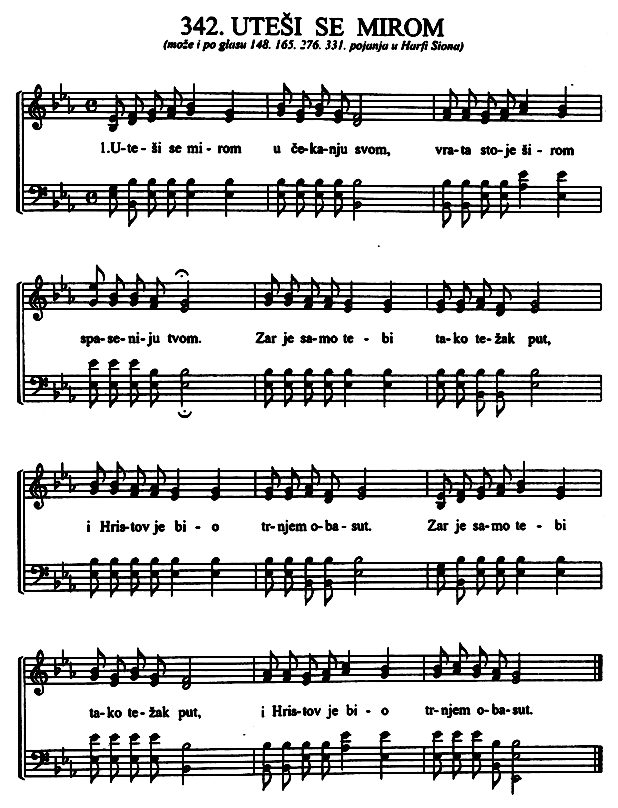 342. UTEŠI SE MIROM
(može i po glasu 148. 165. 276. 331. pojanja u Harfi Siona)
1.U-te-ši se mi-rom u če-ka-nju svom, vra-ta sto-je ši-rom
spa-se-ni-ju tvom. Zar je sa-mo te-bi ta-ko te-žak put,
i Hris-tov je bi-o tr-njem o-ba-sut. Zar je sa-mo te-bi
ta-ko te-žak put, i Hris-tov je bi-o tr-njem o-ba-sut.